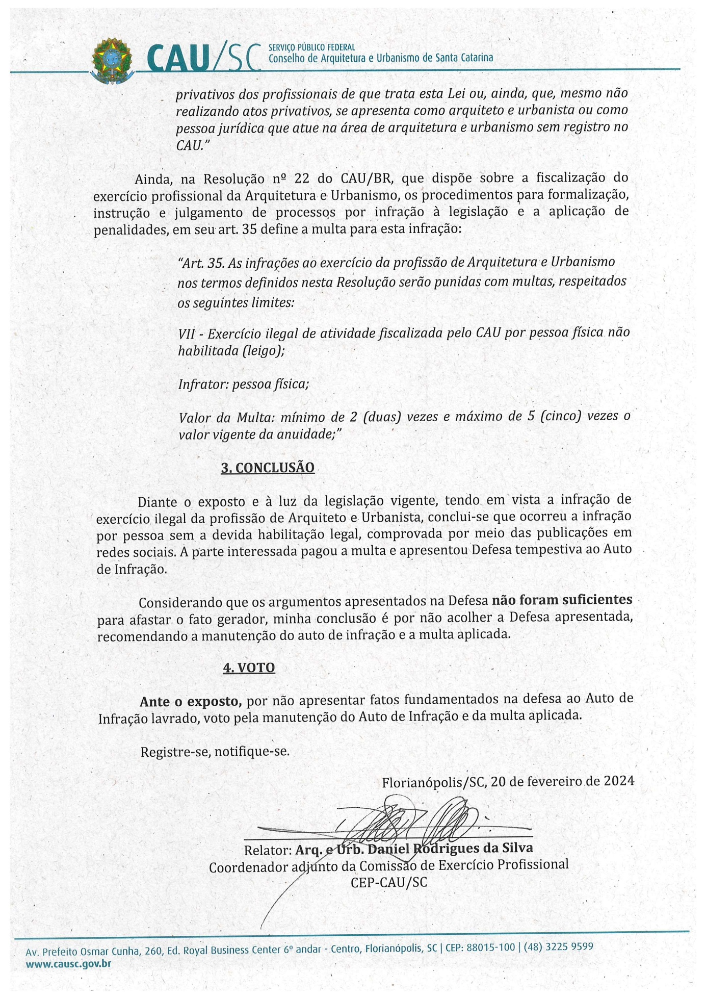 CAU/SC
SERVIÇO PÚBLICO FEDERAL
Conselho de Arquitetura e Urbanismo de Santa Catarina
privativos dos profissionais de que trata esta Lei ou, ainda, que, mesmo não
realizando atos privativos, se apresenta como arquiteto e urbanista ou como
pessoa jurídica que atue na área de arquitetura e urbanismo sem registro no
CAU.”
Ainda, na Resolução nº 22 do CAU/BR, que dispõe sobre a fiscalização do
exercício profissional da Arquitetura e Urbanismo, os procedimentos para formalização,
instrução e julgamento de processos por infração à legislação e a aplicação de
penalidades, em seu art. 35 define a multa para esta infração:
“Art. 35. As infrações ao exercício da profissão de Arquitetura e Urbanismo
nos termos definidos nesta Resolução serão punidas com multas, respeitados
os seguintes limites:
VII - Exercício ilegal de atividade fiscalizada pelo CAU por pessoa física não
habilitada (leigo);
Infrator: pessoa física;
Valor da Multa: mínimo de 2 (duas) vezes e máximo de 5 (cinco) vezes o
valor vigente da anuidade;”
3. CONCLUSÃO
Diante o exposto e à luz da legislação vigente, tendo em vista a infração de
exercício ilegal da profissão de Arquiteto e Urbanista, conclui-se que ocorreu a infração
por pessoa sem a devida habilitação legal, comprovada por meio das publicações em
redes sociais. A parte interessada pagou a multa e apresentou Defesa tempestiva ao Auto
de Infração.
Considerando que os argumentos apresentados na Defesa não foram suficientes
para afastar o fato gerador, minha conclusão é por não acolher a Defesa apresentada,
recomendando a manutenção do auto de infração e a multa aplicada.
4. VOTO
Ante o exposto, por não apresentar fatos fundamentados na defesa ao Auto de
Infração lavrado, voto pela manutenção do Auto de Infração e da multa aplicada.
Registre-se, notifique-se.
Florianópolis/SC, 20 de fevereiro de 2024
Relator: Arq. e Urb. Daniel Rodrigues da Silva
Coordenador adjunto da Comissão de Exercício Profissional
CEP-CAU/SC
Av. Prefeito Osmar Cunha, 260, Ed. Royal Business Center 6º andar - Centro, Florianópolis, SC | CEP: 88015-100 | (48) 3225 9599
www.causc.gov.br